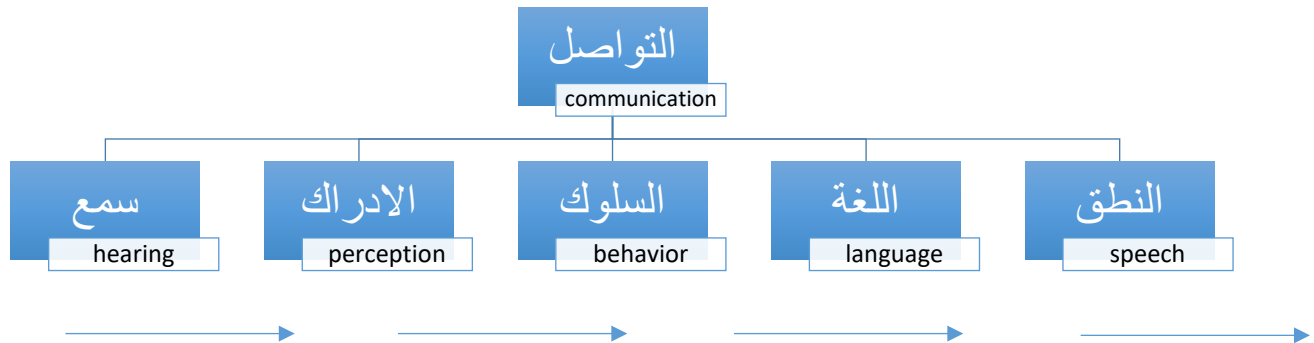 التواصل
communication
سمع
hearing
الادراك
perception
السلوك
behavior
اللغة
language
النطق
speech